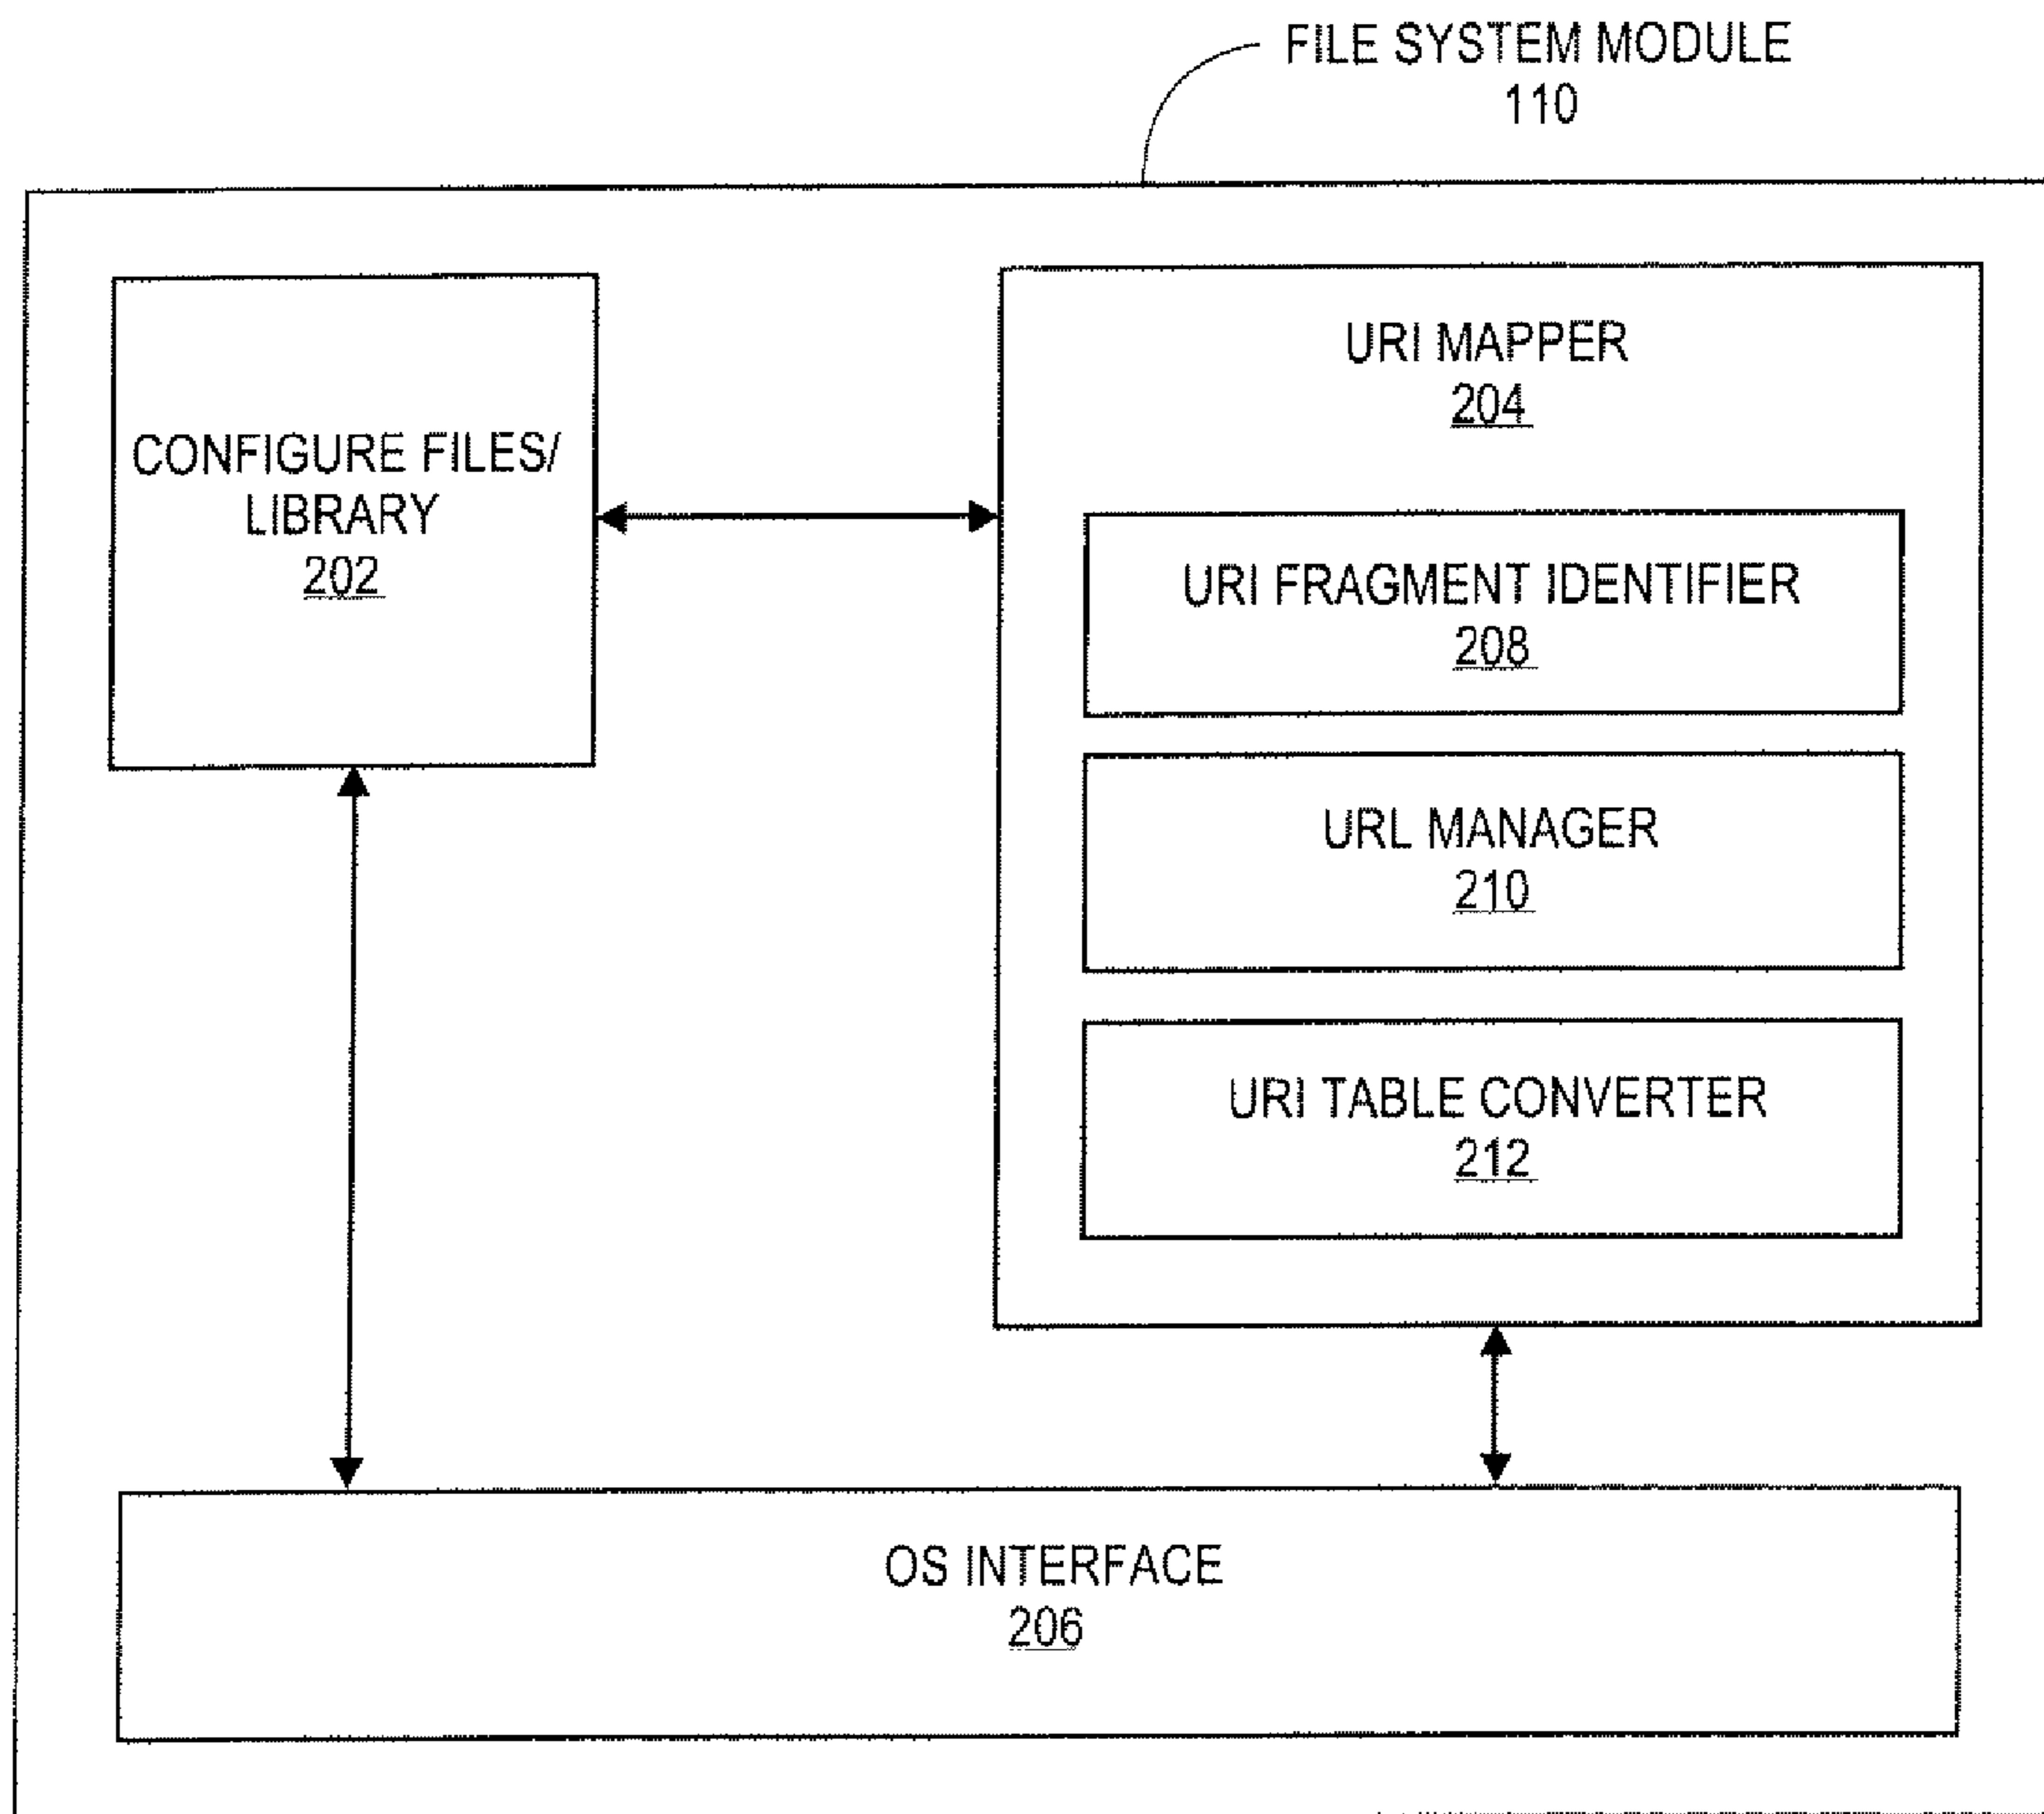 FILE SYSTEM MODULE
110
CONFIGURE FILES/
LIBRARY
202
URI MAPPER
204
URI FRAGMENT IDENTIFIER
208
URL MANAGER
210
URI TABLE CONVERTER
212
OS INTERFACE
206